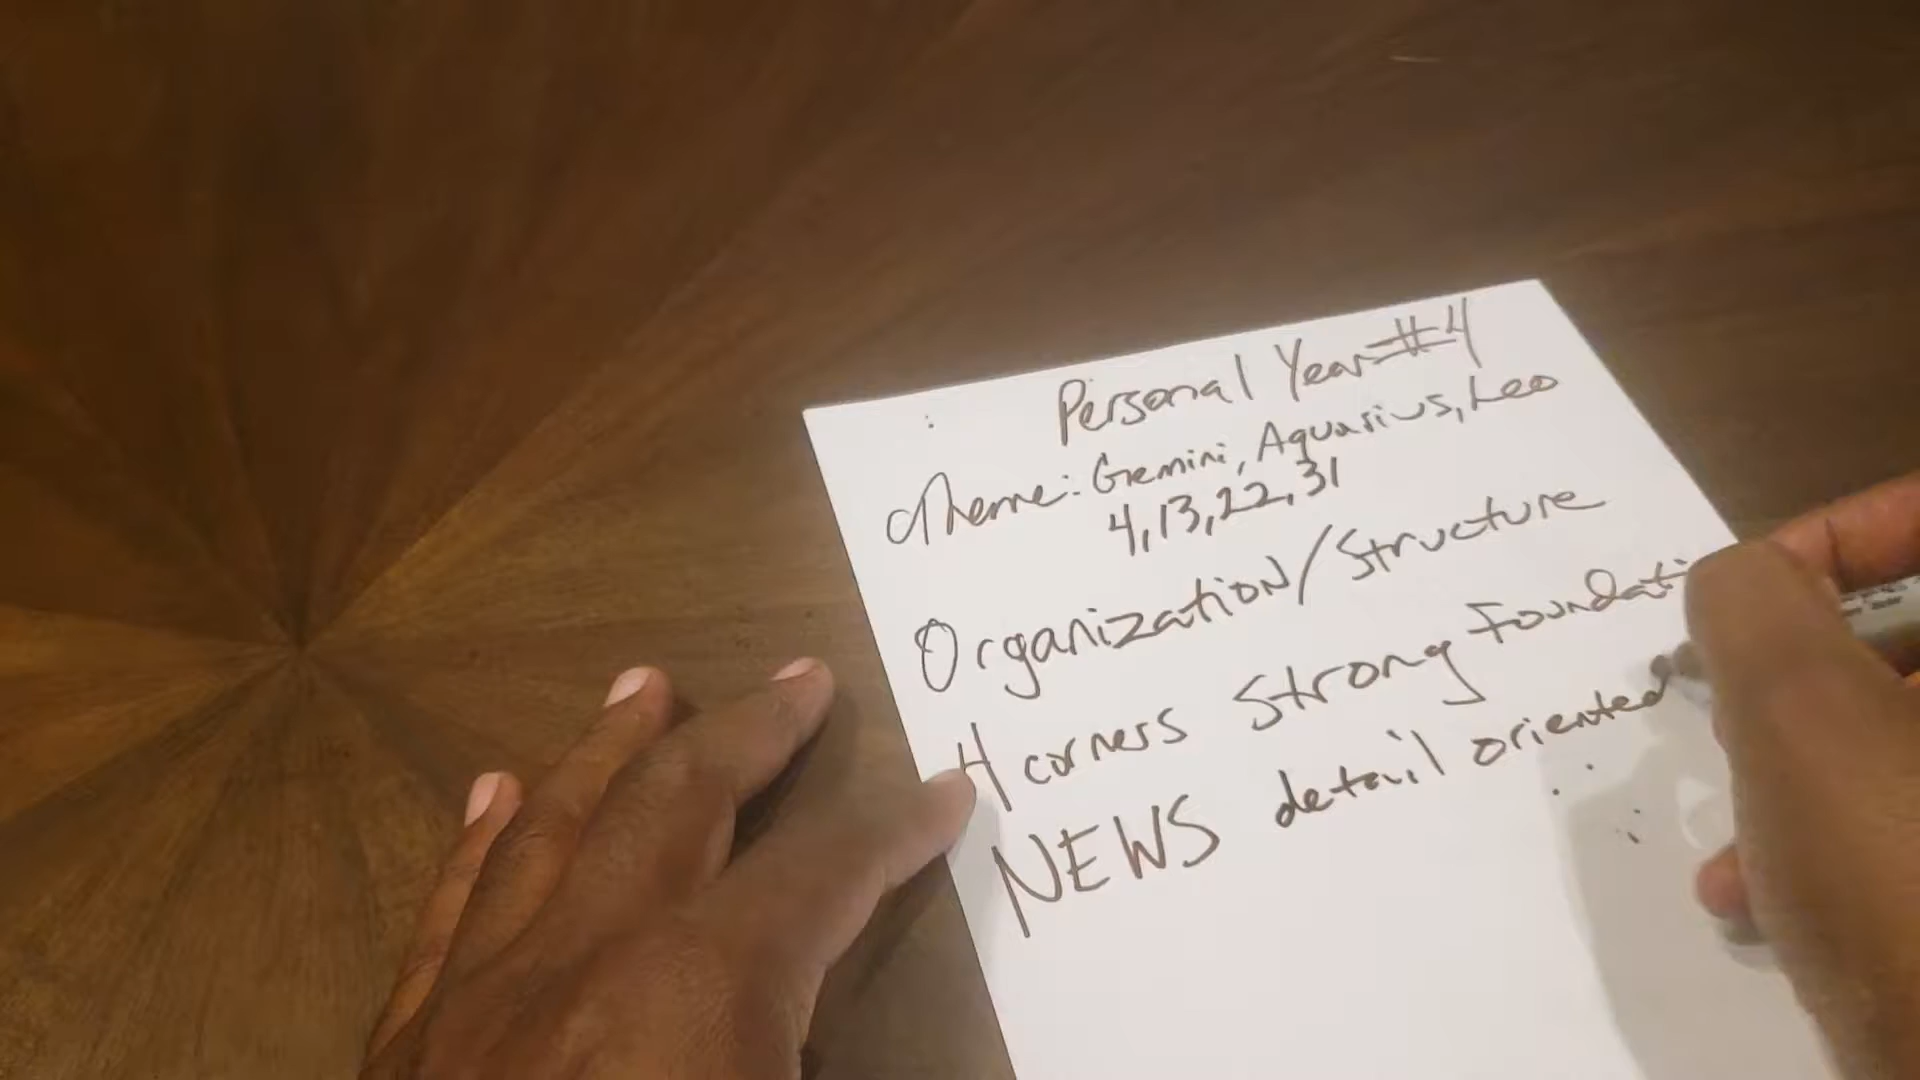 Personal Year #4
Theme: Gemini, Aquarius, Leo
4, 13, 22, 31
Organization/Structure
4 corners Strong Foundati
NEWS detail oriented